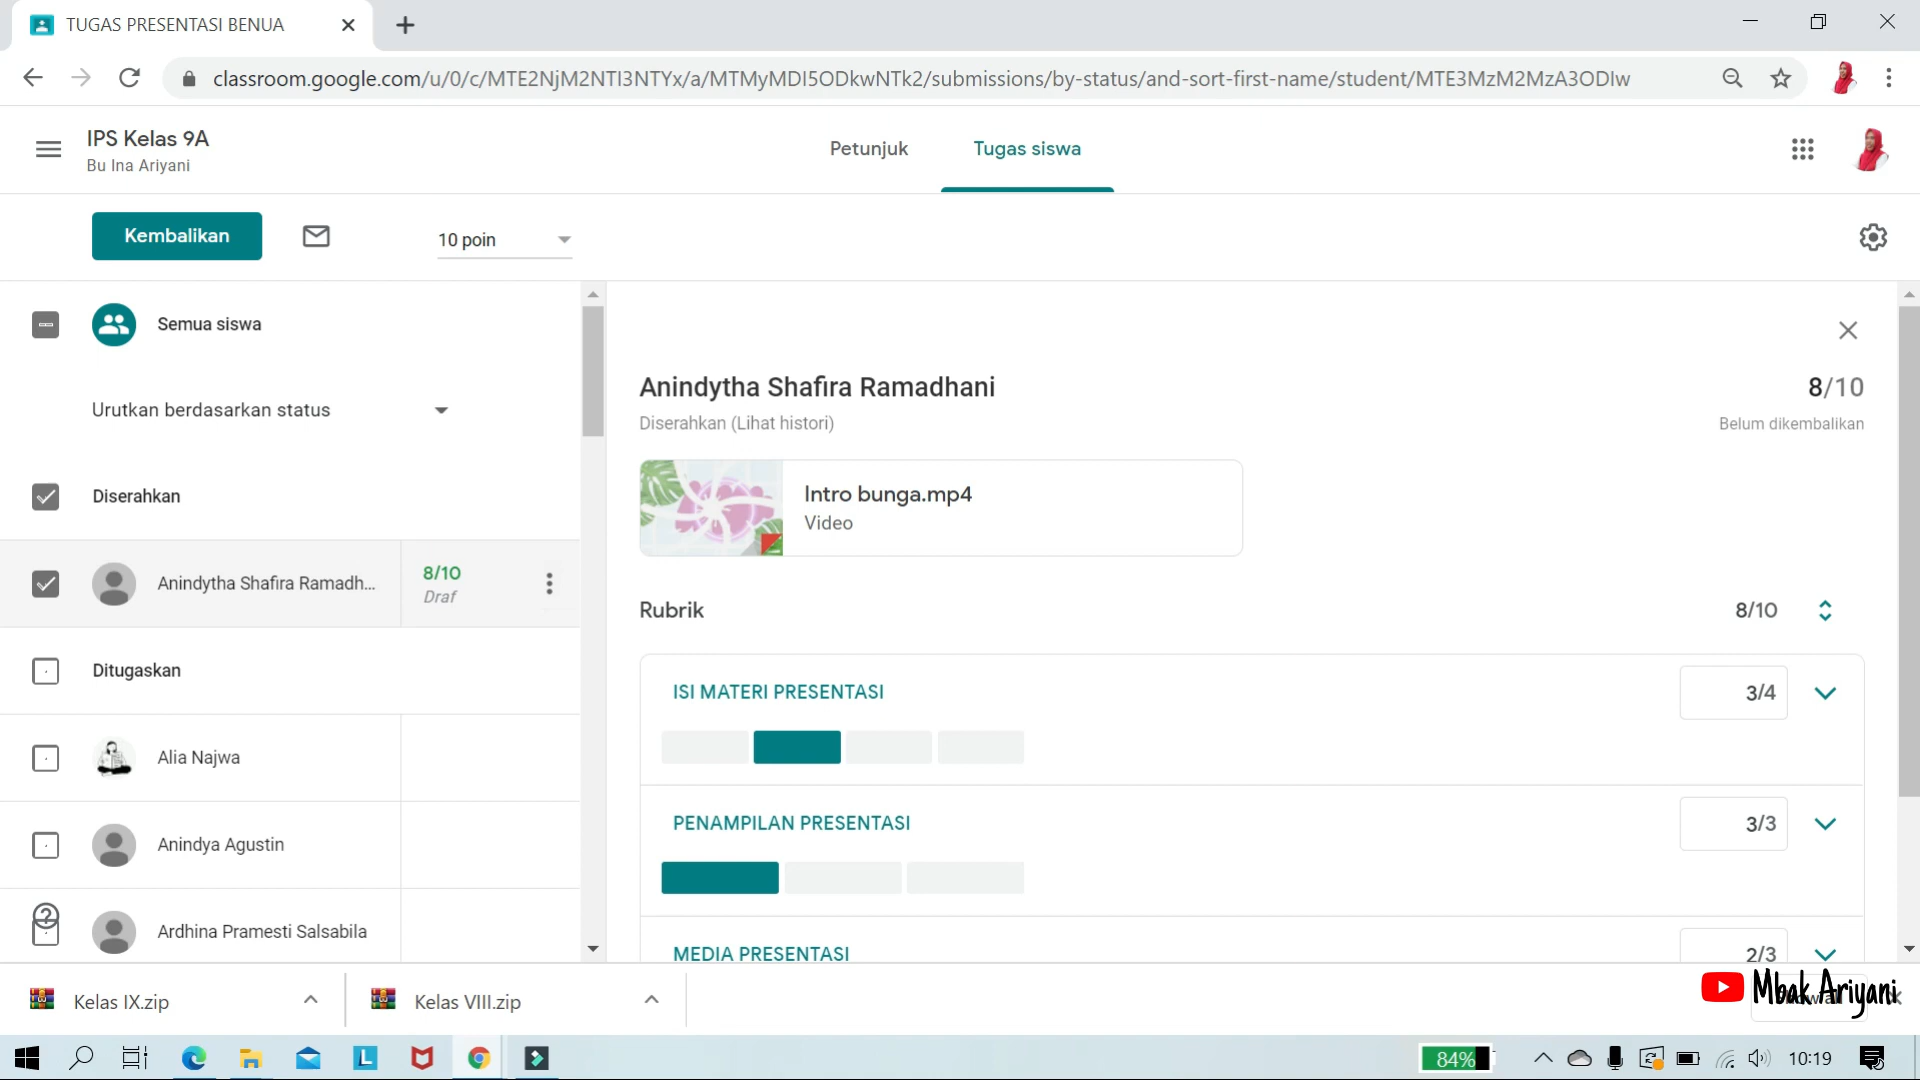 TUGAS PRESENTASI BENUA
classroom.google.com/u/0/c/MTE2NjM2NTI3NTYx/a/MTMyMDI5ODkwNTk2/submissions/by-status/and-sort-first-name/student/MTE3MzM2MzA3ODIw
IPS Kelas 9A
Bu Ina Ariyani
Petunjuk
Tugas siswa
Kembalikan
10 poin
Semua siswa
Urutkan berdasarkan status
Diserahkan
Anindytha Shafira Ramadh...
8/10
Draf
Ditugaskan
Alia Najwa
Anindya Agustin
Ardhina Pramesti Salsabila
Anindytha Shafira Ramadhani
8/10
Diserahkan (Lihat histori)
Belum dikembalikan
Intro bunga.mp4
Video
Rubrik
8/10
ISI MATERI PRESENTASI
3/4
PENAMPILAN PRESENTASI
3/3
MEDIA PRESENTASI
2/3
Kelas IX.zip
Kelas VIII.zip
Mbak Ariyani
84%
10:19